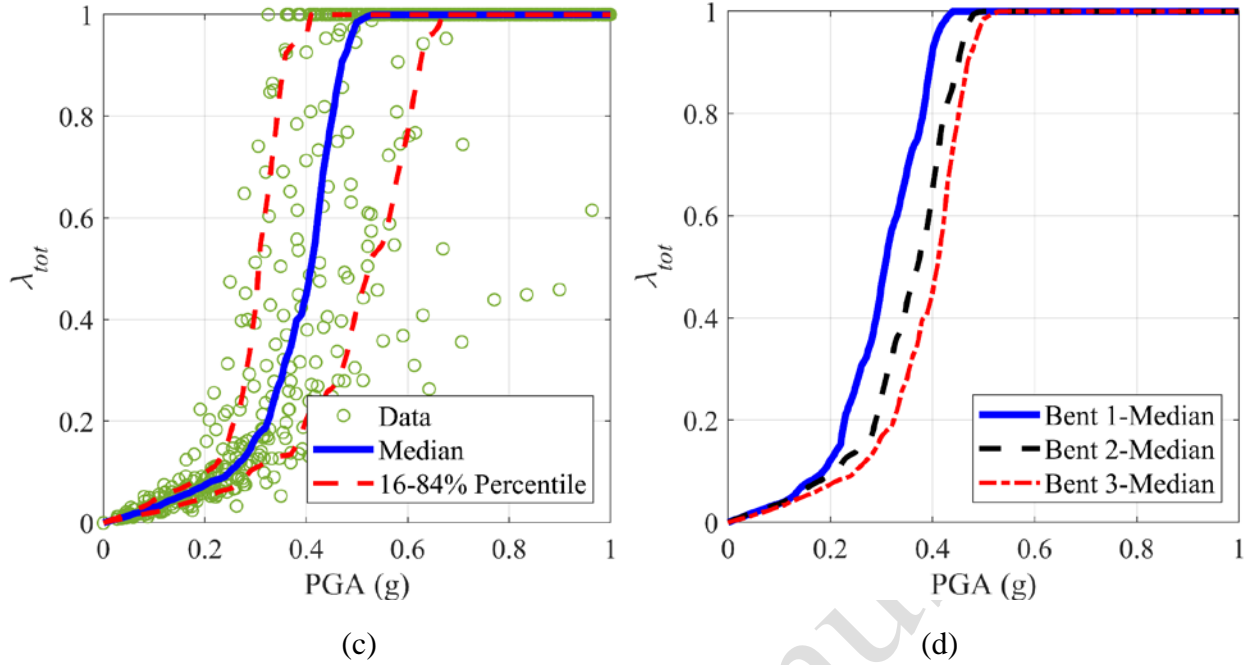 1
0.8
0.6
0.4
0.2
0
λtot
0 0.2 0.4 0.6 0.8 1
PGA (g)
Data
Median
16-84% Percentile
(c)
1
0.8
0.6
0.4
0.2
0
λtot
0 0.2 0.4 0.6 0.8 1
PGA (g)
Bent 1-Median
Bent 2-Median
Bent 3-Median
(d)